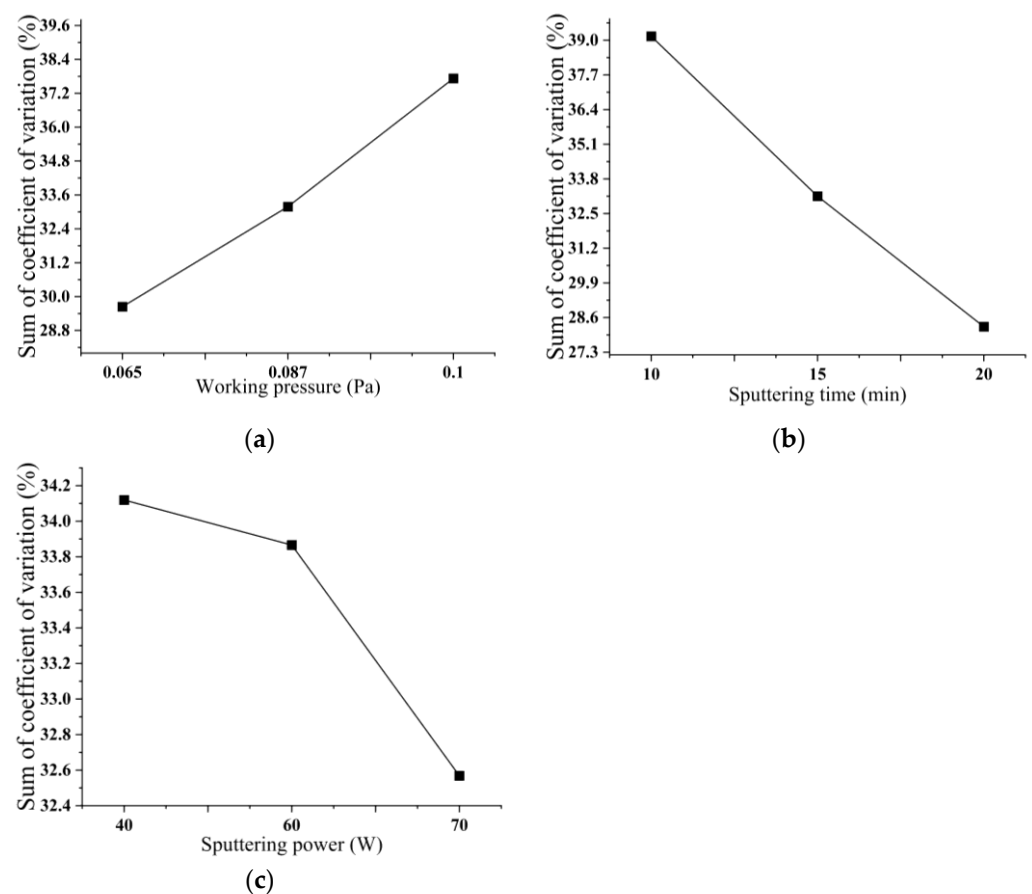 Sum of coefficient of variation (%)
39.6
38.4
37.2
36.0
34.8
33.6
32.4
31.2
30.0
28.8
0.065 0.087 0.1
Working pressure (Pa)
(a)
Sum of coefficient of variation (%)
39.0
37.7
36.4
35.1
33.8
32.5
31.2
29.9
28.6
27.3
10 15 20
Sputtering time (min)
(b)
Sum of coefficient of variation (%)
34.2
34.0
33.8
33.6
33.4
33.2
33.0
32.8
32.6
32.4
40 60 70
Sputtering power (W)
(c)